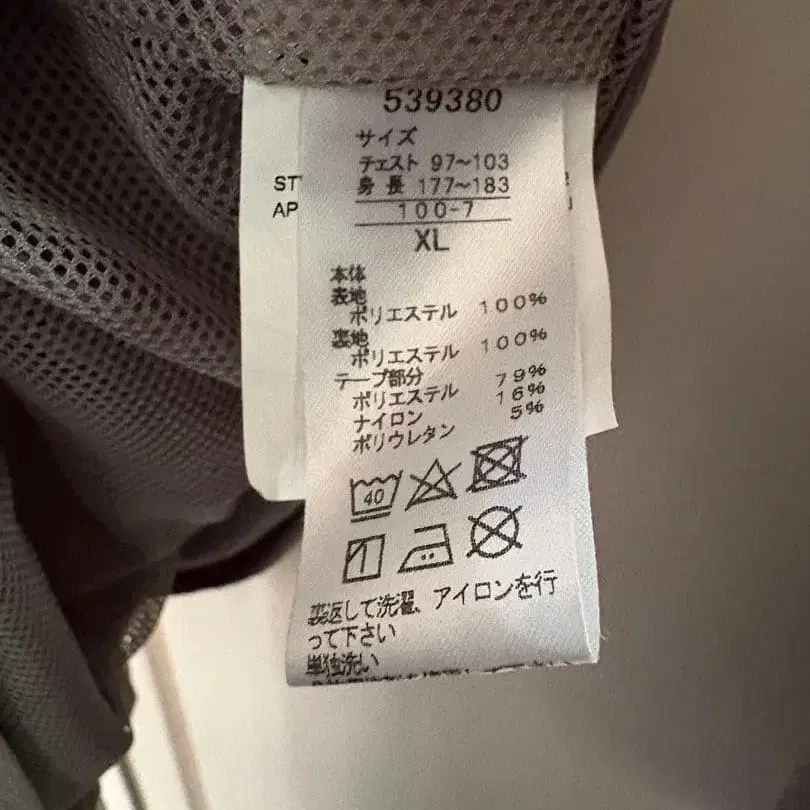 539380
サイズ
チェスト 97~103
身長 177~183
100-7
XL
ST
AP
本体
表地
ポリエステル 100%
裏地
ポリエステル 100%
テープ部分
ポリエステル 79%
ナイロン 16%
ポリウレタン 5%
40
裏返して洗濯、アイロンを行
って下さい
単独洗い